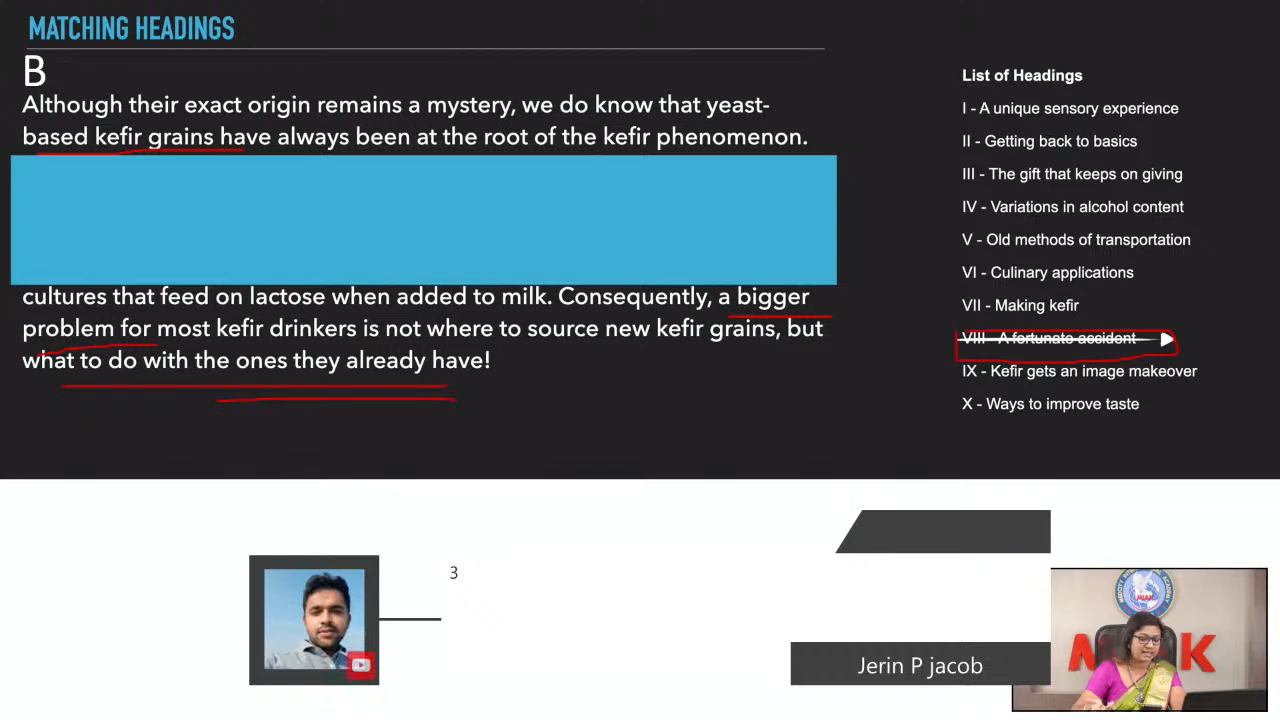 MATCHING HEADINGS
B
Although their exact origin remains a mystery, we do know that yeast-
based kefir grains have always been at the root of the kefir phenomenon.
cultures that feed on lactose when added to milk. Consequently, a bigger
problem for most kefir drinkers is not where to source new kefir grains, but
what to do with the ones they already have!
List of Headings
I - A unique sensory experience
II - Getting back to basics
III - The gift that keeps on giving
IV - Variations in alcohol content
V - Old methods of transportation
VI - Culinary applications
VII - Making kefir
VIII - A fortunate accident
IX - Kefir gets an image makeover
X - Ways to improve taste
3
Jerin P jacob
MIAK